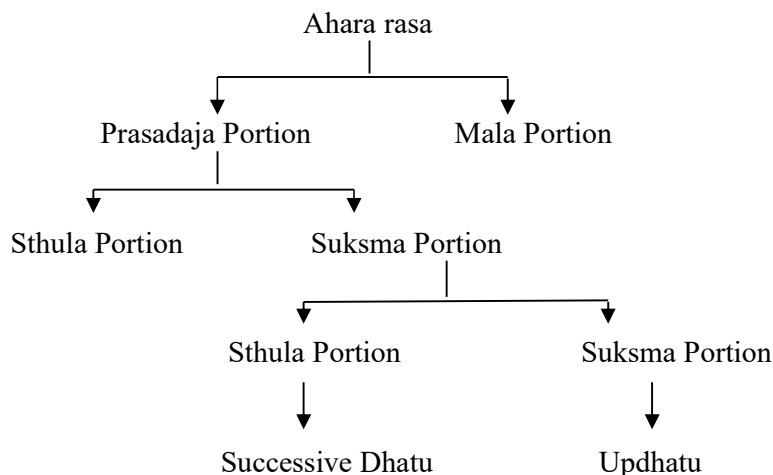 Ahara rasa
Prasadaja Portion Mala Portion
Sthula Portion Suksma Portion
Sthula Portion Suksma Portion
Successive Dhatu Updhatu